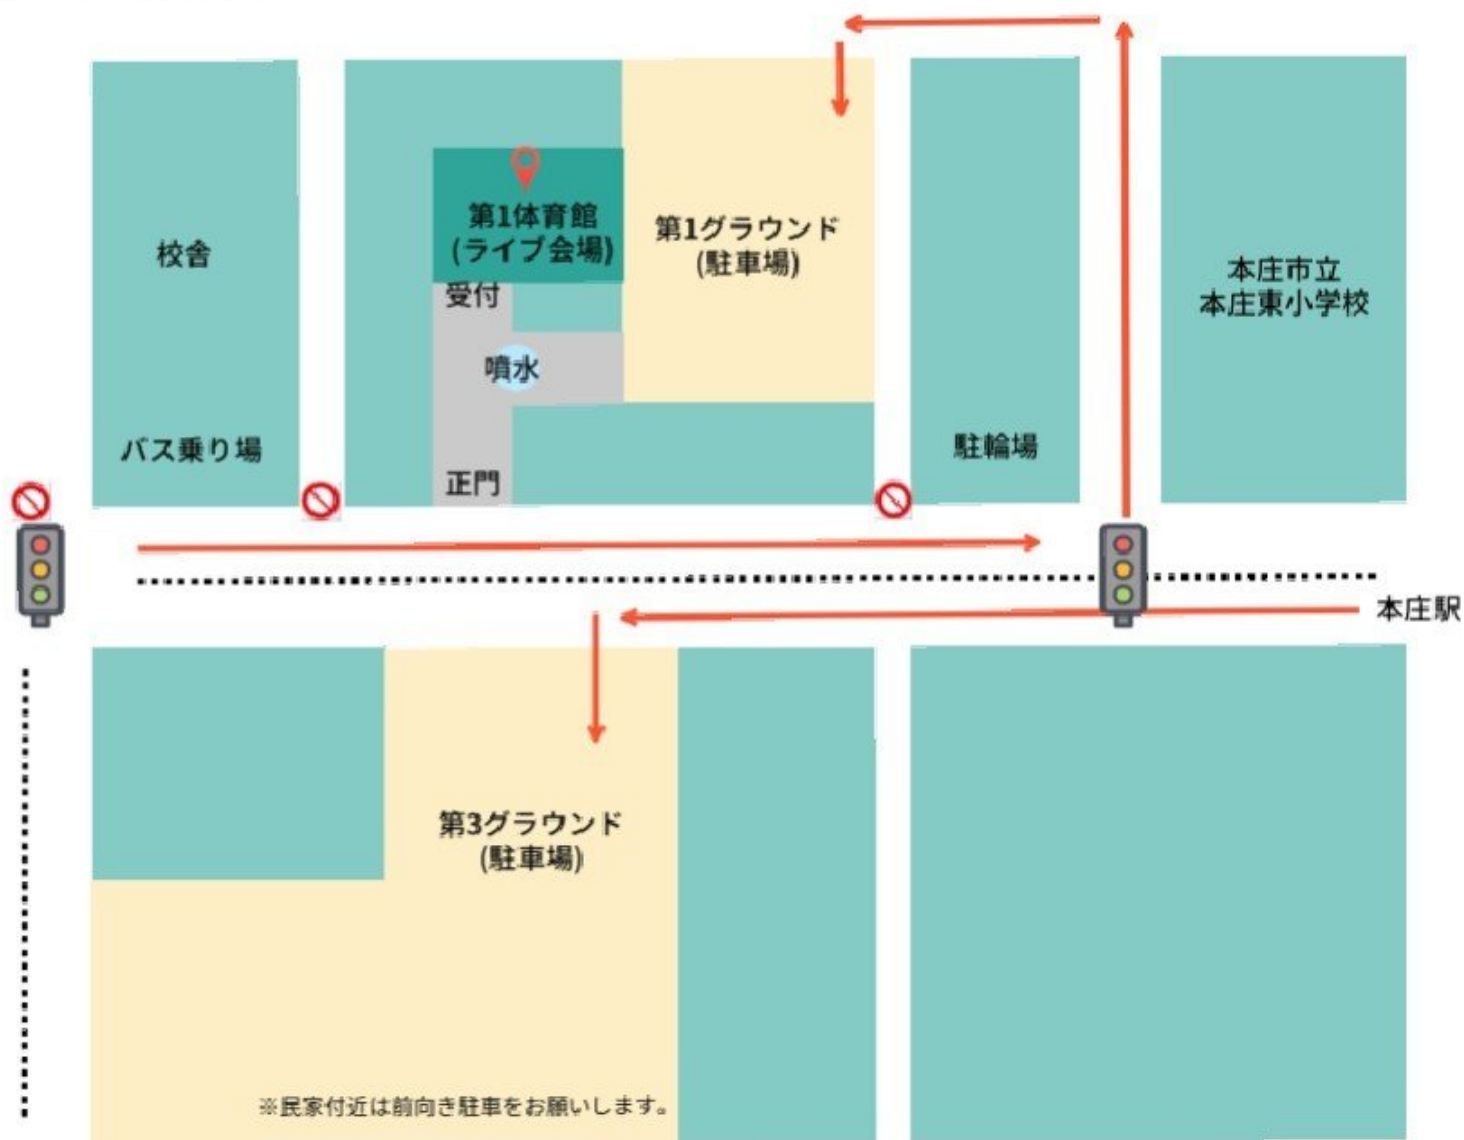 第1体育館
(ライブ会場)
第1グラウンド
(駐車場)
校舎
本庄市立
本庄東小学校
受付
噴水
バス乗り場
駐輪場
正門
本庄駅
第3グラウンド
(駐車場)
※民家付近は前向き駐車をお願いします。